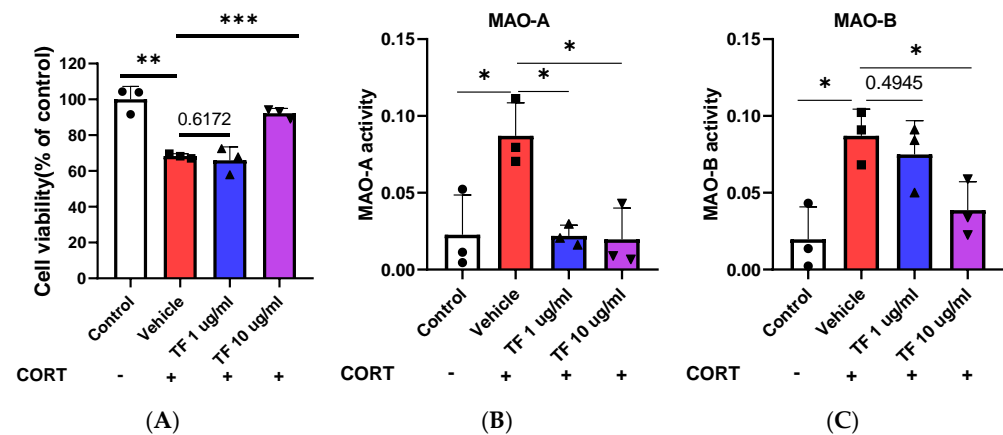 A
B
C
MAO-A
MAO-B
***
**
0.6172
120
100
80
60
40
20
0
Cell viability(% of control)
Control
Vehicle
TF 1 ug/ml
TF 10 ug/ml
CORT - + + +
(A)
*
* *
0.15
0.10
0.05
0.00
MAO-A activity
Control
Vehicle
TF 1 ug/ml
TF 10 ug/ml
CORT - + + +
(B)
*
* 0.4945
0.15
0.10
0.05
0.00
MAO-B activity
Control
Vehicle
TF 1 ug/ml
TF 10 ug/ml
CORT - + + +
(C)